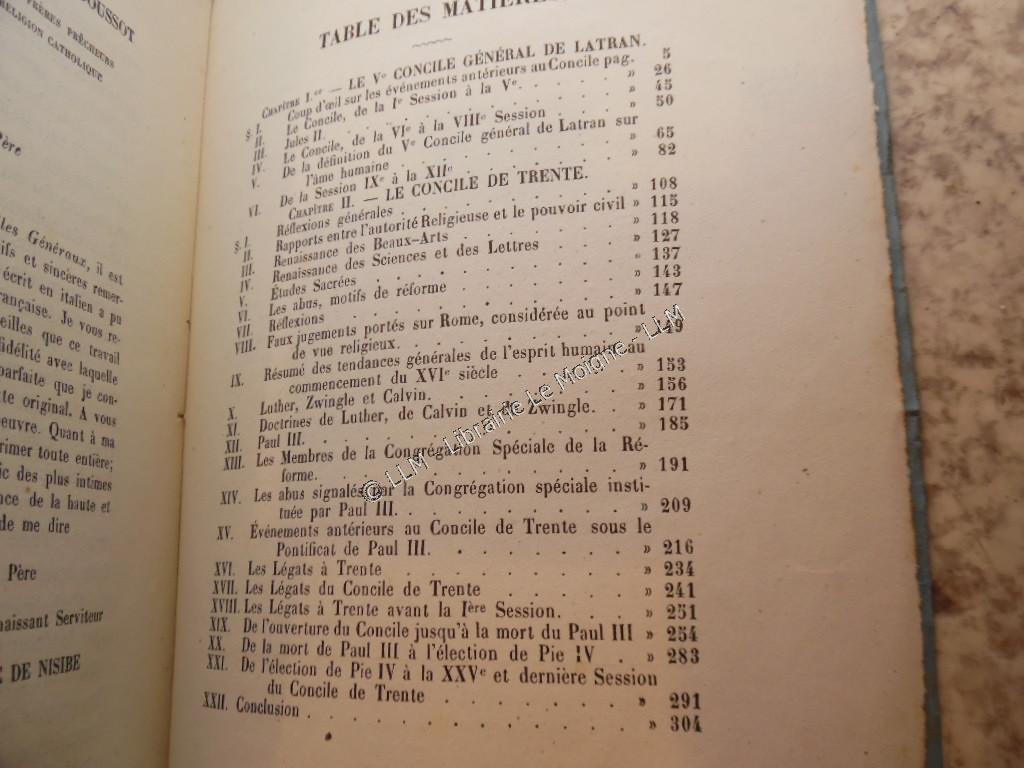 OUSSOT
FRÈRES PRÊCHEURS
RELIGION CATHOLIQUE
Père
les Généraux, il est
ifs et sincères remer-
écrit en italien a pu
rançaise. Je vous re-
eilles que ce travail
fidélité avec laquelle
parfaite que je con-
tte original. A vous
oeuvre. Quant à ma
rimer toute entière;
ic des plus intimes
nce de la haute et
de me dire
Père
naissant Serviteur
E DE NISIBE
TABLE DES MATIÈRES
CHAPITRE I.er — LE Ve CONCILE GÉNÉRAL DE LATRAN.
§ I. Coup d'œil sur les événements antérieurs au Concile pag. 5
II. Le Concile, de la Ie Session à la Ve. » 26
III. Jules II. » 45
IV. Le Concile, de la VIe à la VIIIe Session » 50
V. De la définition du Ve Concile général de Latran sur
l'âme humaine » 65
VI. De la Session IXe à la XIIe » 82
CHAPITRE II. — LE CONCILE DE TRENTE.
§ I. Réflexions générales » 108
II. Rapports entre l'autorité Religieuse et le pouvoir civil » 115
III. Renaissance des Beaux-Arts » 118
IV. Renaissance des Sciences et des Lettres » 127
V. Études Sacrées » 137
VI. Les abus, motifs de réforme » 143
VII. Réflexions » 147
VIII. Faux jugements portés sur Rome, considérée au point
de vue religieux. » 149
IX. Résumé des tendances générales de l'esprit humain au
commencement du XVIe siècle » 153
X. Luther, Zwingle et Calvin. » 156
XI. Doctrines de Luther, de Calvin et de Zwingle. » 171
XII. Paul III. » 185
XIII. Les Membres de la Congrégation Spéciale de la Ré-
forme. » 191
XIV. Les abus signalés par la Congrégation spéciale insti-
tuée par Paul III. » 209
XV. Événements antérieurs au Concile de Trente sous le
Pontificat de Paul III. » 216
XVI. Les Légats à Trente » 234
XVII. Les Légats du Concile de Trente » 241
XVIII. Les Légats à Trente avant la Ière Session. » 251
XIX. De l'ouverture du Concile jusqu'à la mort du Paul III » 254
XX. De la mort de Paul III à l'élection de Pie IV » 283
XXI. De l'élection de Pie IV à la XXVe et dernière Session
du Concile de Trente » 291
XXII. Conclusion » 304
© LLM - Librairie Le Moigne - LLM